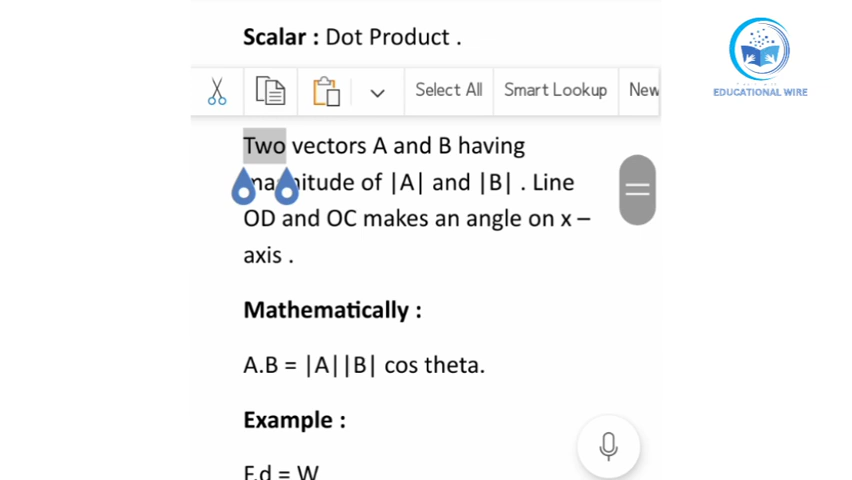 Scalar : Dot Product .
EDUCATIONAL WIRE
Select All Smart Lookup New
Two vectors A and B having
magnitude of |A| and |B| . Line
OD and OC makes an angle on x –
axis .
Mathematically :
A.B = |A||B| cos theta.
Example :
F.d = W